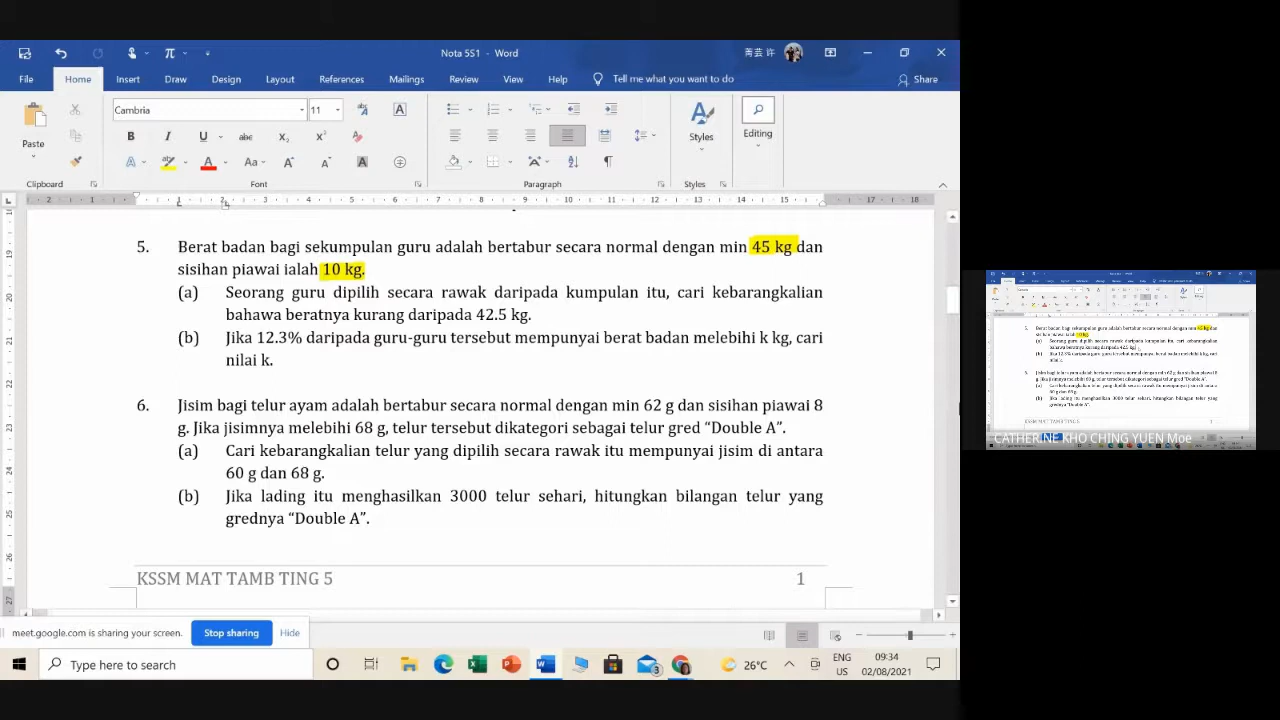 Nota 5S1 - Word
菁芸 许
File Home Insert Draw Design Layout References Mailings Review View Help Tell me what you want to do Share
Cambria 11
Paste
Styles
Editing
Clipboard Font Paragraph Styles
5. Berat badan bagi sekumpulan guru adalah bertabur secara normal dengan min 45 kg dan
sisihan piawai ialah 10 kg.
(a) Seorang guru dipilih secara rawak daripada kumpulan itu, cari kebarangkalian
bahawa beratnya kurang daripada 42.5 kg.
(b) Jika 12.3% daripada guru-guru tersebut mempunyai berat badan melebihi k kg, cari
nilai k.
6. Jisim bagi telur ayam adalah bertabur secara normal dengan min 62 g dan sisihan piawai 8
g. Jika jisimnya melebihi 68 g, telur tersebut dikategori sebagai telur gred “Double A”.
(a) Cari kebarangkalian telur yang dipilih secara rawak itu mempunyai jisim di antara
60 g dan 68 g.
(b) Jika lading itu menghasilkan 3000 telur sehari, hitungkan bilangan telur yang
grednya “Double A”.
KSSM MAT TAMB TING 5 1
meet.google.com is sharing your screen. Stop sharing Hide
Type here to search
26°C
ENG
US
09:34
02/08/2021
CATHERINE KHO CHING YUEN Moe